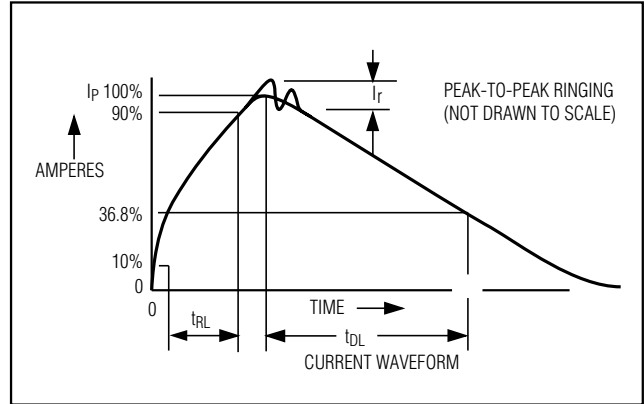 PEAK-TO-PEAK RINGING
(NOT DRAWN TO SCALE)
Ir
IP 100%
90%
AMPERES
36.8%
10%
0
0
TIME
tRL
tDL
CURRENT WAVEFORM